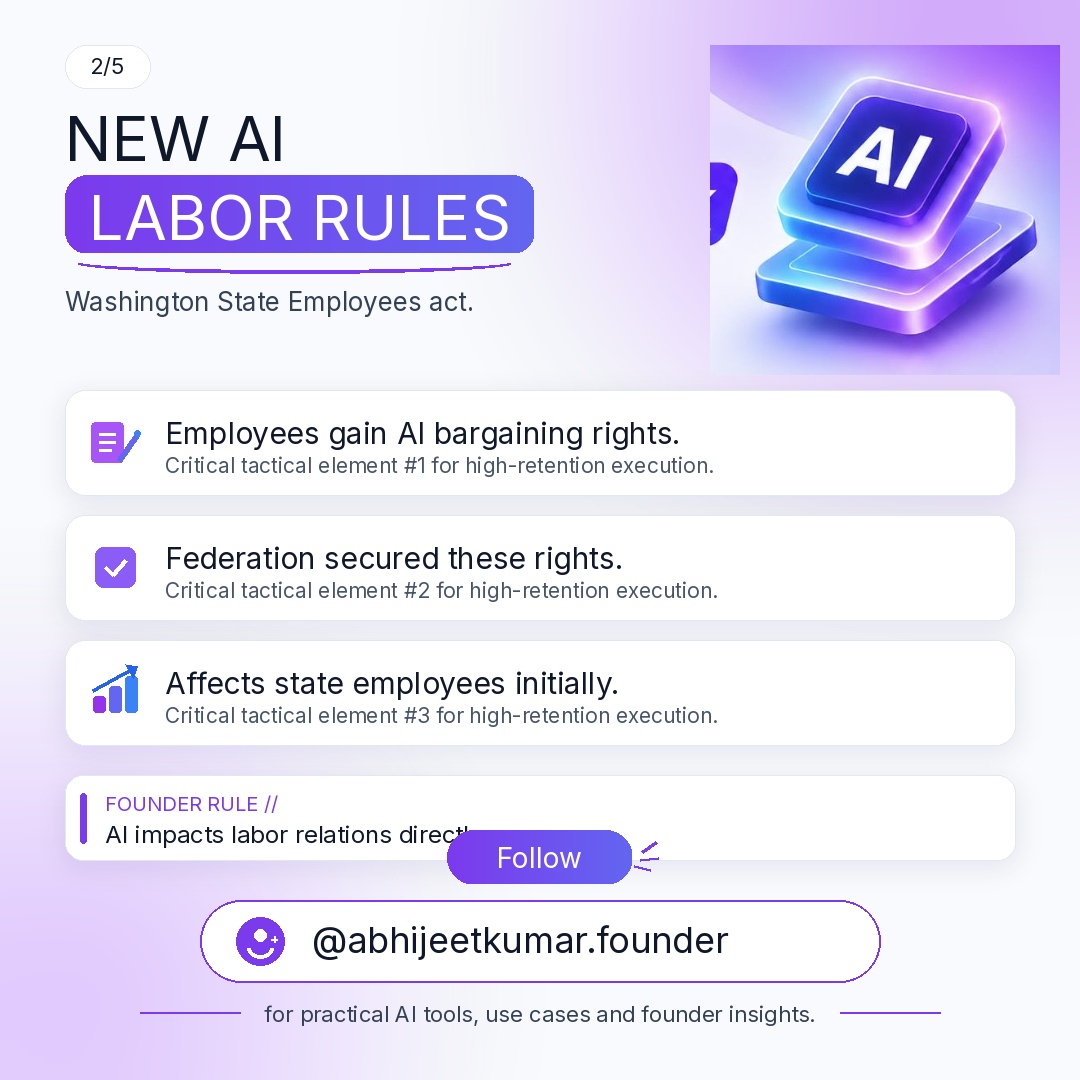 2/5
NEW AI
LABOR RULES
Washington State Employees act.
AI
Employees gain AI bargaining rights.
Critical tactical element #1 for high-retention execution.
Federation secured these rights.
Critical tactical element #2 for high-retention execution.
Affects state employees initially.
Critical tactical element #3 for high-retention execution.
FOUNDER RULE //
AI impacts labor relations
Follow
@abhijeetkumar.founder
for practical AI tools, use cases and founder insights.